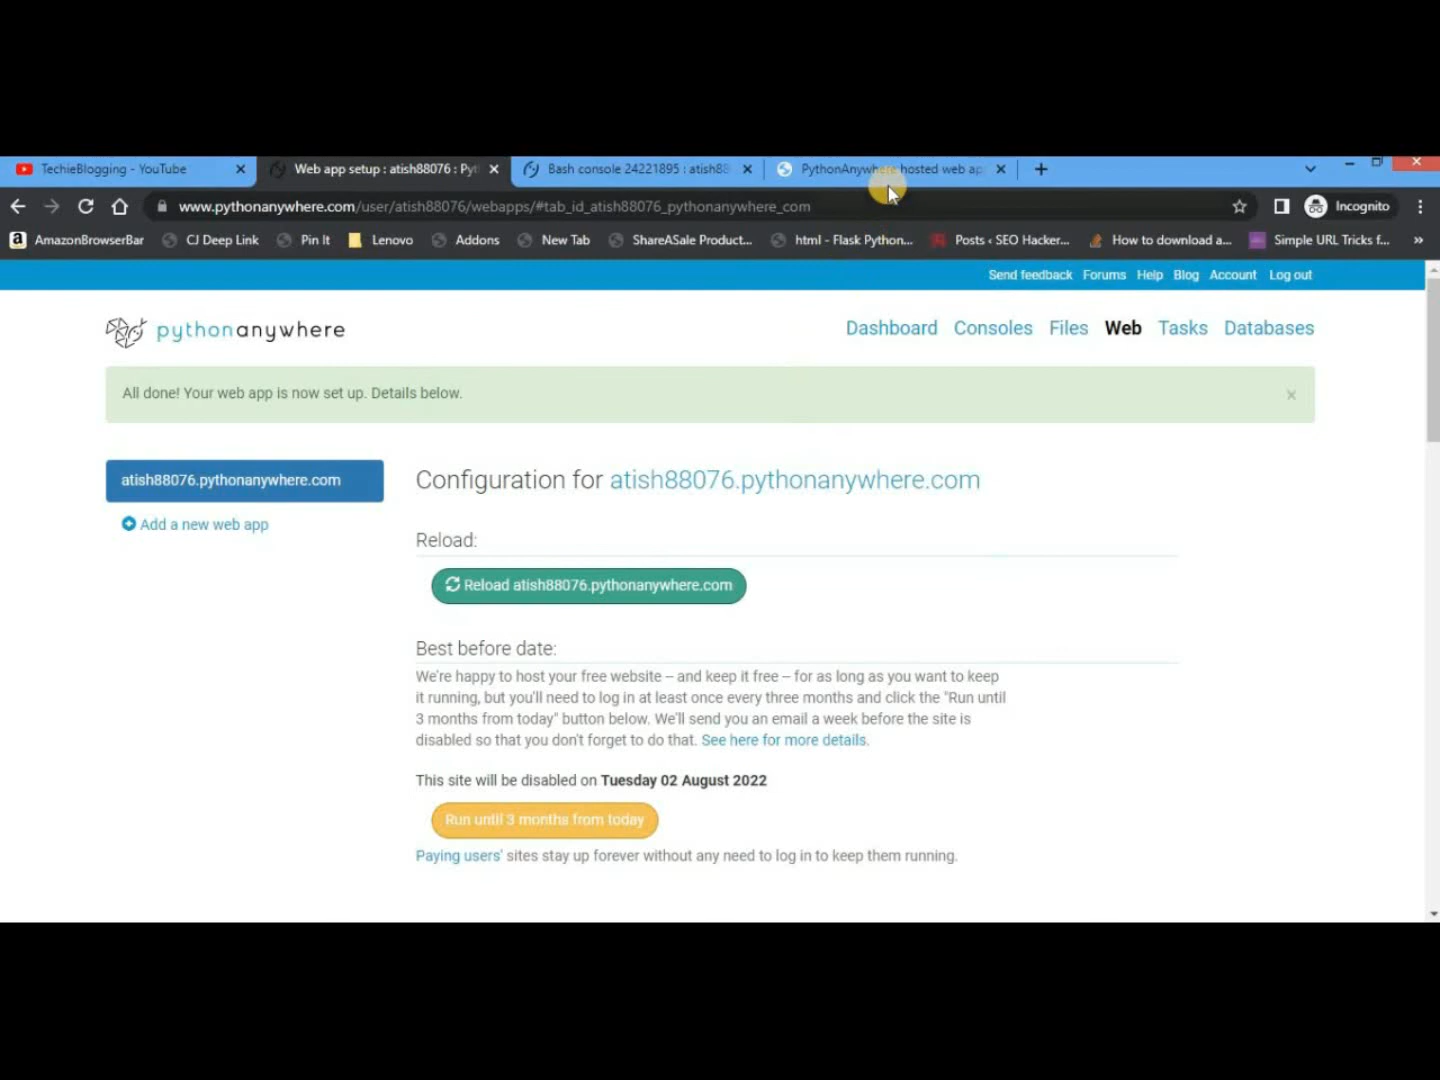 TechieBlogging - YouTube
Web app setup : atish88076 : Pyt
Bash console 24221895 : atish88
PythonAnywhere hosted web ap
www.pythonanywhere.com/user/atish88076/webapps/#tab_id_atish88076_pythonanywhere_com
Incognito
AmazonBrowserBar
CJ Deep Link
Pin It
Lenovo
Addons
New Tab
ShareASale Product...
html - Flask Python...
Posts ‹ SEO Hacker...
How to download a...
Simple URL Tricks f...
»
Send feedback Forums Help Blog Account Log out
pythonanywhere
Dashboard Consoles Files Web Tasks Databases
All done! Your web app is now set up. Details below.
atish88076.pythonanywhere.com
Add a new web app
Configuration for atish88076.pythonanywhere.com
Reload:
Reload atish88076.pythonanywhere.com
Best before date:
We're happy to host your free website – and keep it free – for as long as you want to keep
it running, but you'll need to log in at least once every three months and click the "Run until
3 months from today" button below. We'll send you an email a week before the site is
disabled so that you don't forget to do that. See here for more details.
This site will be disabled on Tuesday 02 August 2022
Run until 3 months from today
Paying users' sites stay up forever without any need to log in to keep them running.